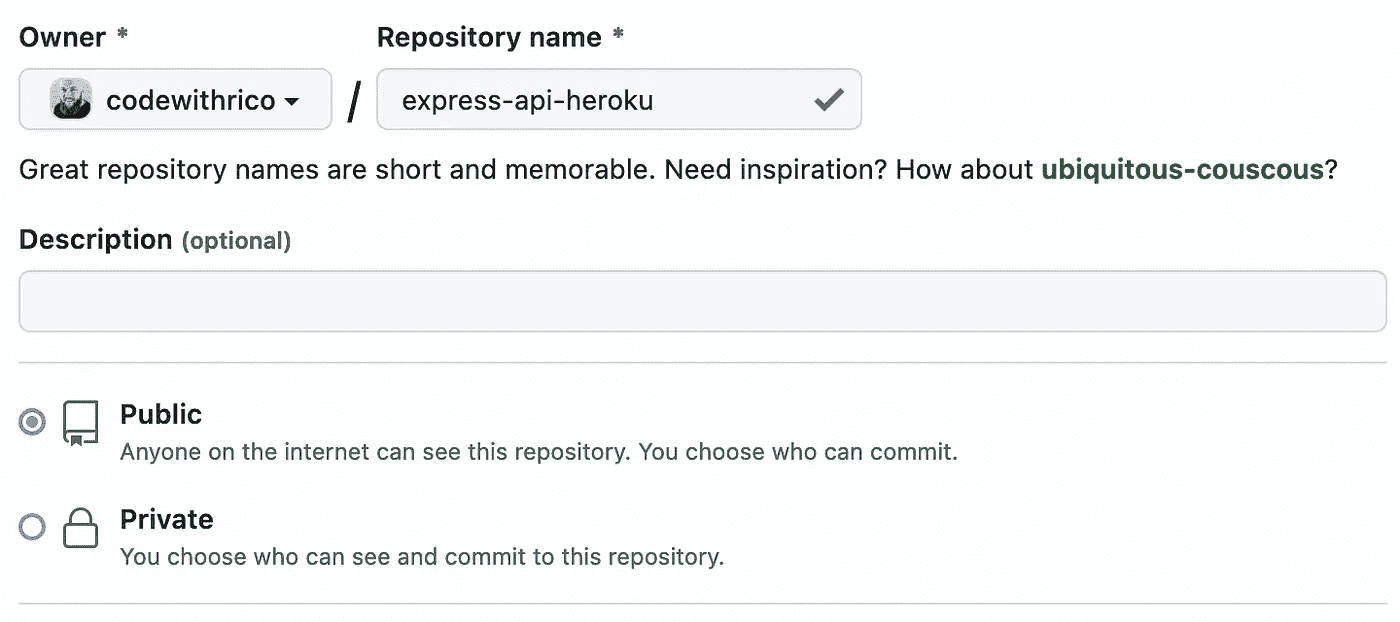 Owner *
Repository name *
codewithrico / express-api-heroku
Great repository names are short and memorable. Need inspiration? How about ubiquitous-couscous?
Description (optional)
Public
Anyone on the internet can see this repository. You choose who can commit.
Private
You choose who can see and commit to this repository.